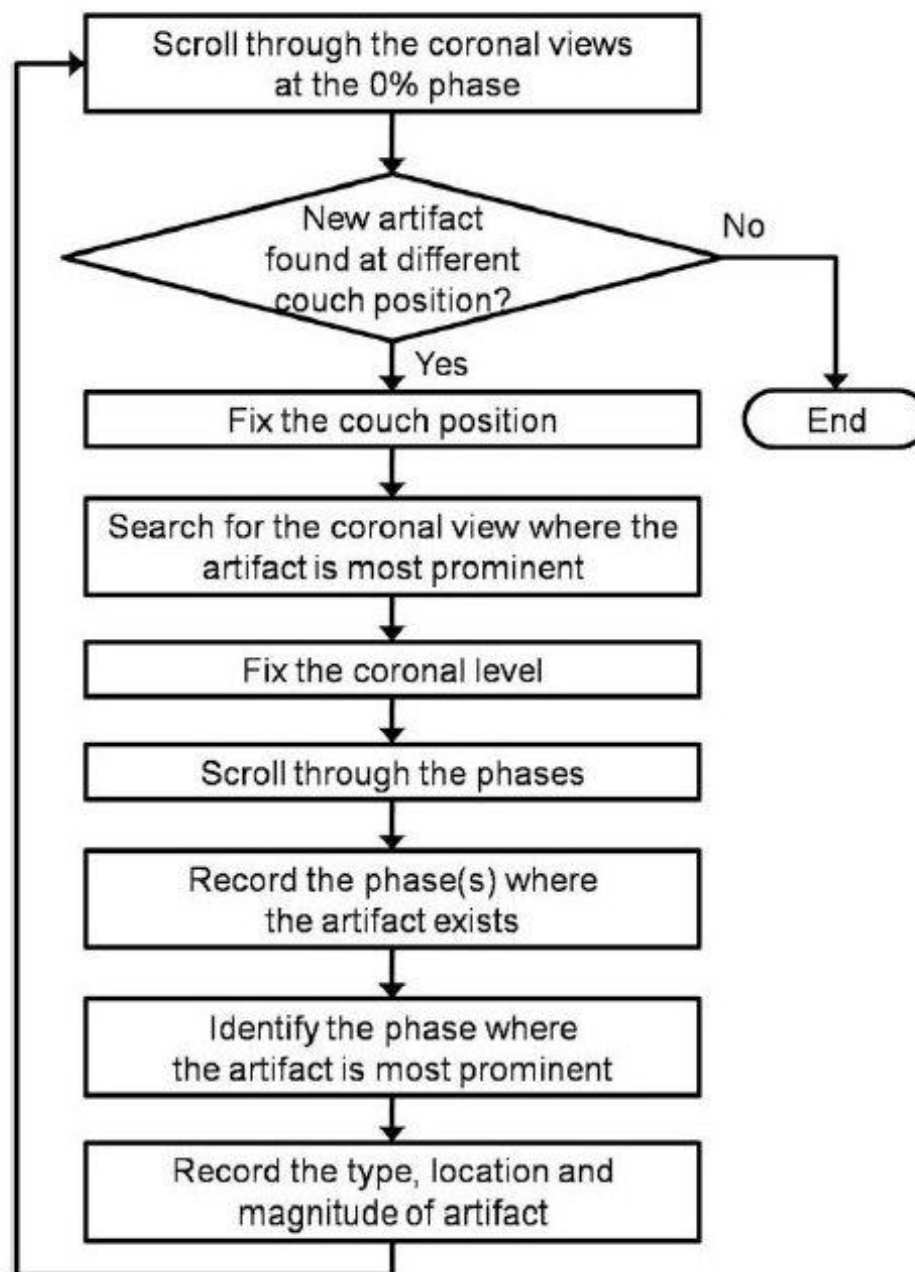 Scroll through the coronal views
at the 0% phase
New artifact
found at different
couch position?
No
Yes
Fix the couch position
End
Search for the coronal view where the
artifact is most prominent
Fix the coronal level
Scroll through the phases
Record the phase(s) where
the artifact exists
Identify the phase where
the artifact is most prominent
Record the type, location and
magnitude of artifact